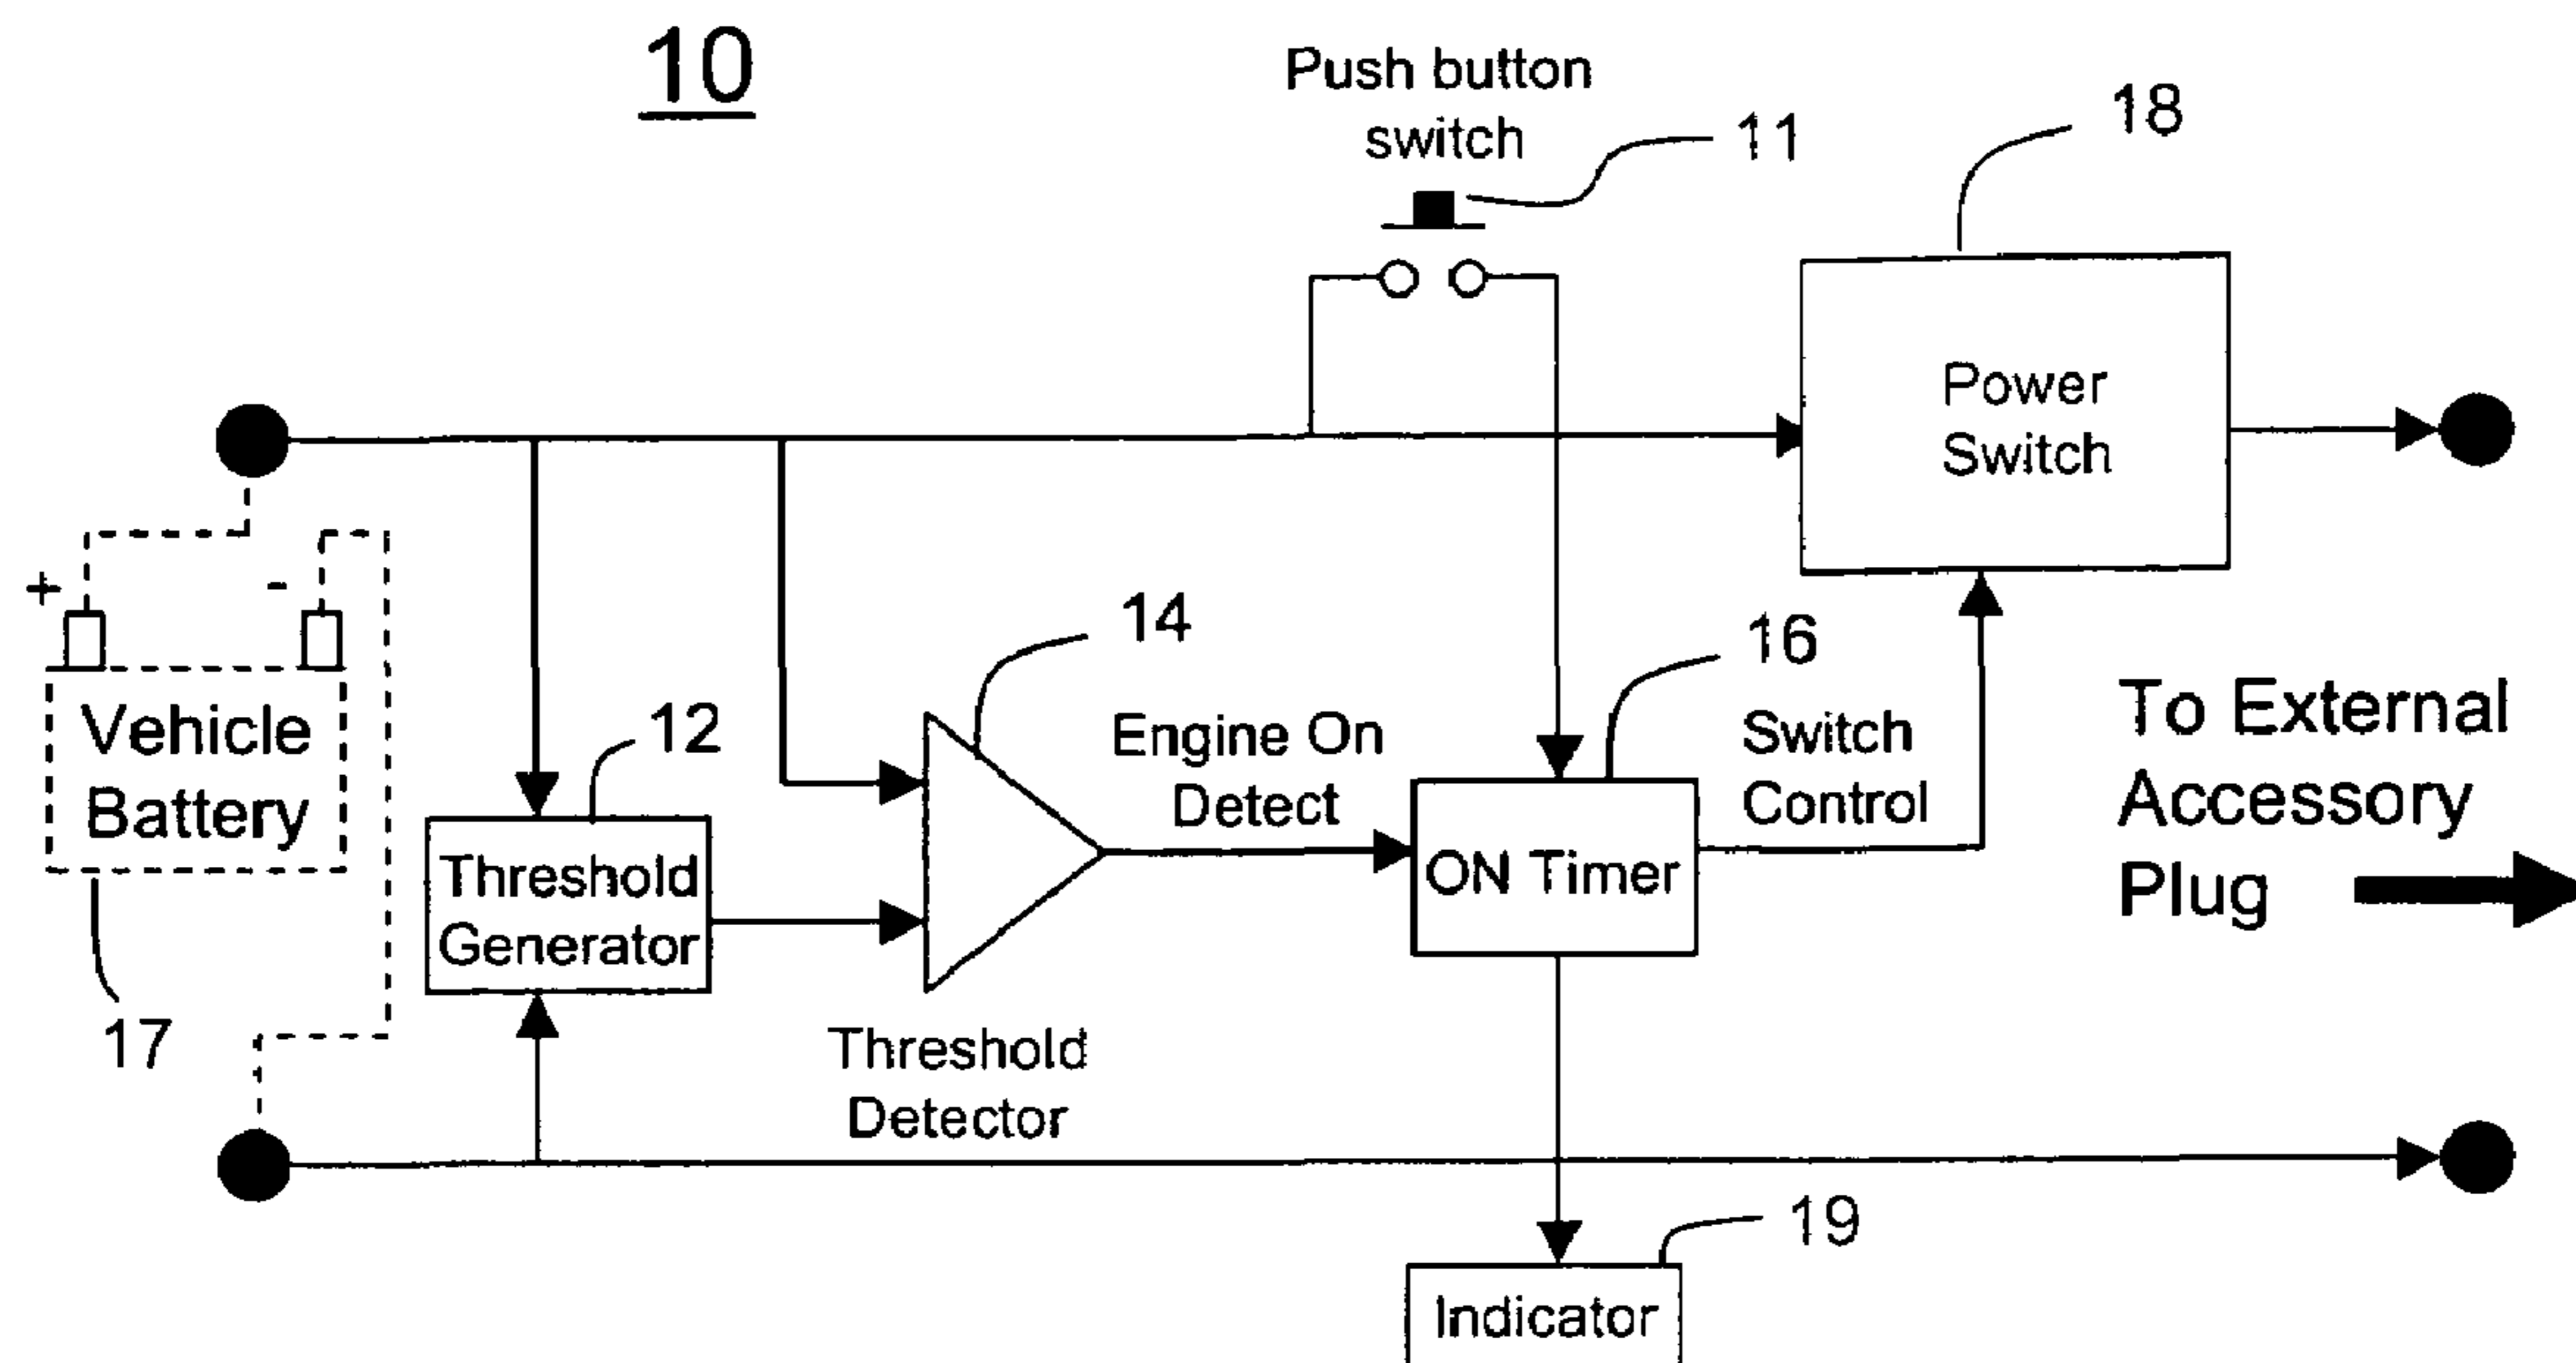 10
Push button
switch
11
18
Power
Switch
+
-
Vehicle
Battery
17
12
Threshold
Generator
14
Threshold
Detector
Engine On
Detect
16
ON Timer
Switch
Control
To External
Accessory
Plug
19
Indicator